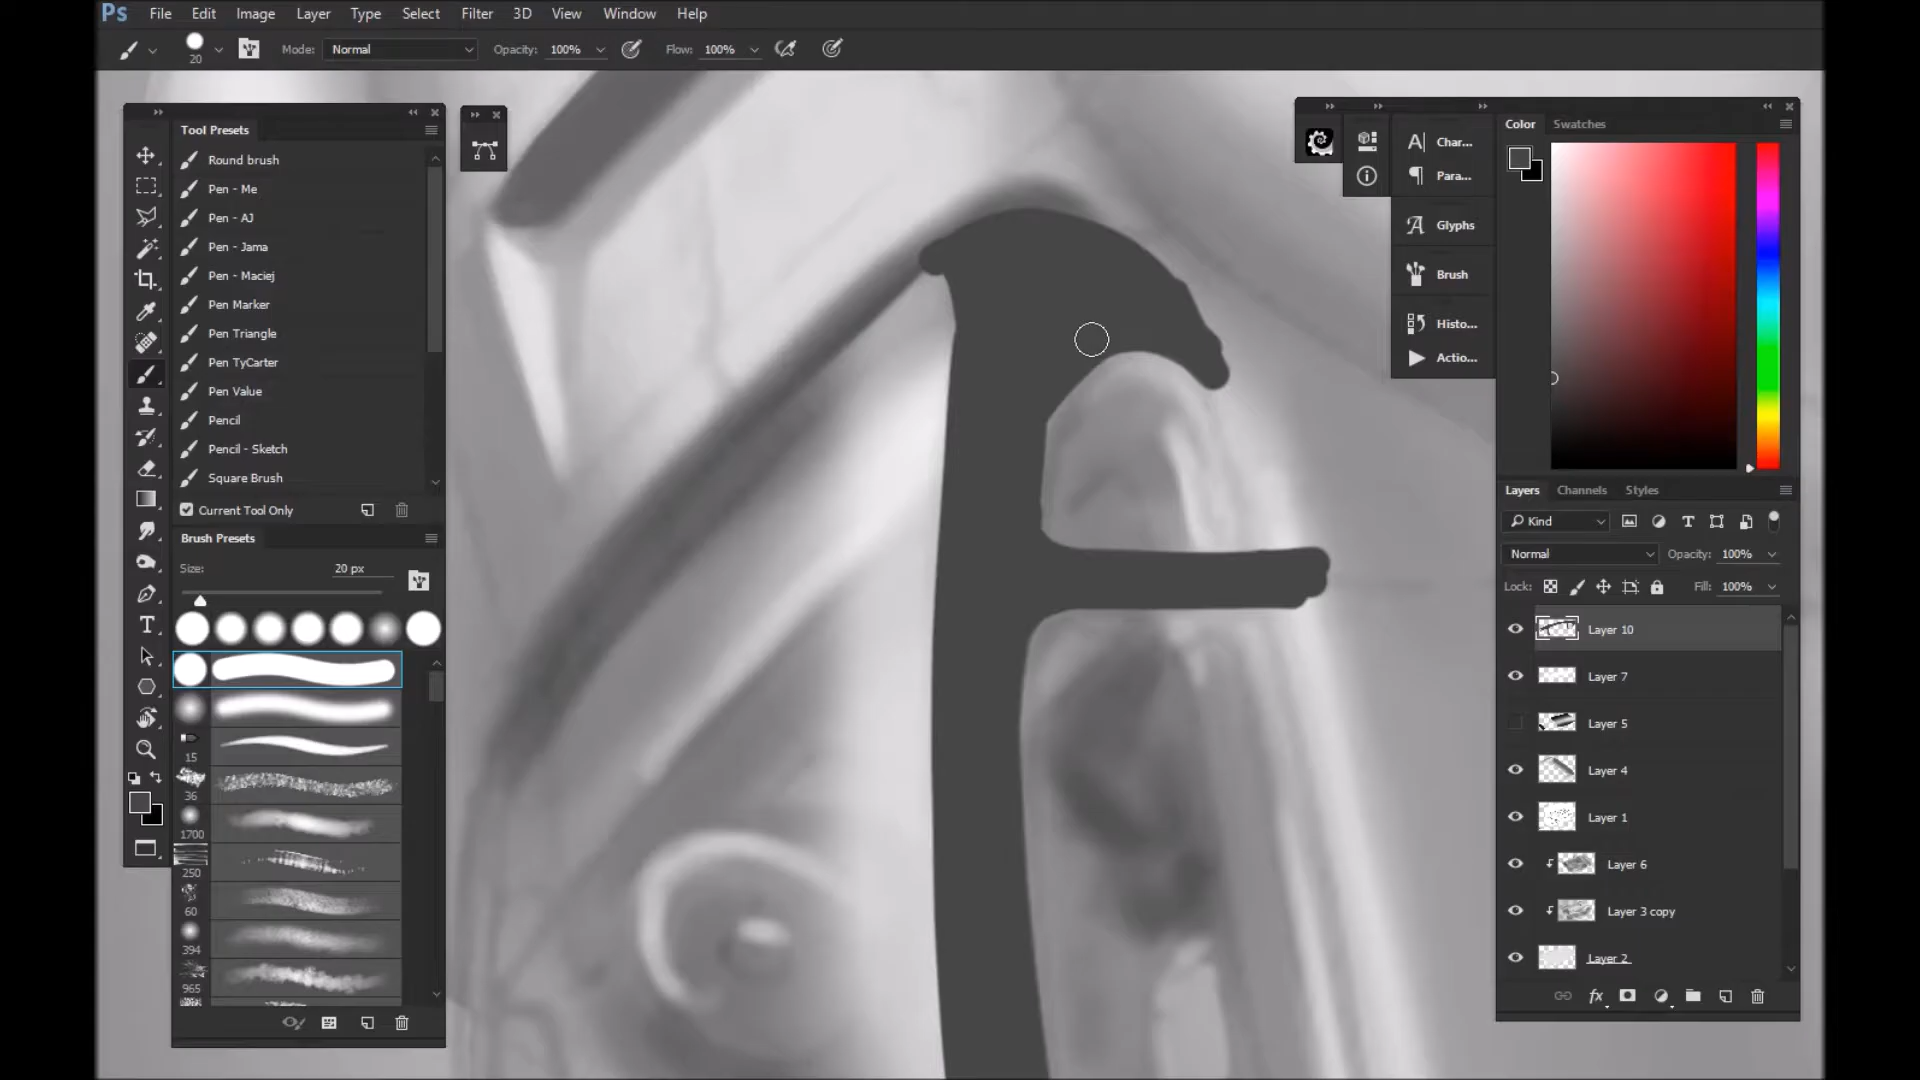 Ps File Edit Image Layer Type Select Filter 3D View Window Help
20 Mode: Normal Opacity: 100% Flow: 100%
Tool Presets
Round brush
Pen - Me
Pen - AJ
Pen - Jama
Pen - Maciej
Pen Marker
Pen Triangle
Pen TyCarter
Pen Value
Pencil
Pencil - Sketch
Square Brush
Current Tool Only
Brush Presets
Size: 20 px
15
36
1700
250
60
394
965
Char...
Para...
Glyphs
Brush
Histo...
Actio...
Color Swatches
Layers Channels Styles
Kind
Normal Opacity: 100%
Lock: Fill: 100%
Layer 10
Layer 7
Layer 5
Layer 4
Layer 1
Layer 6
Layer 3 copy
Layer 2
fx